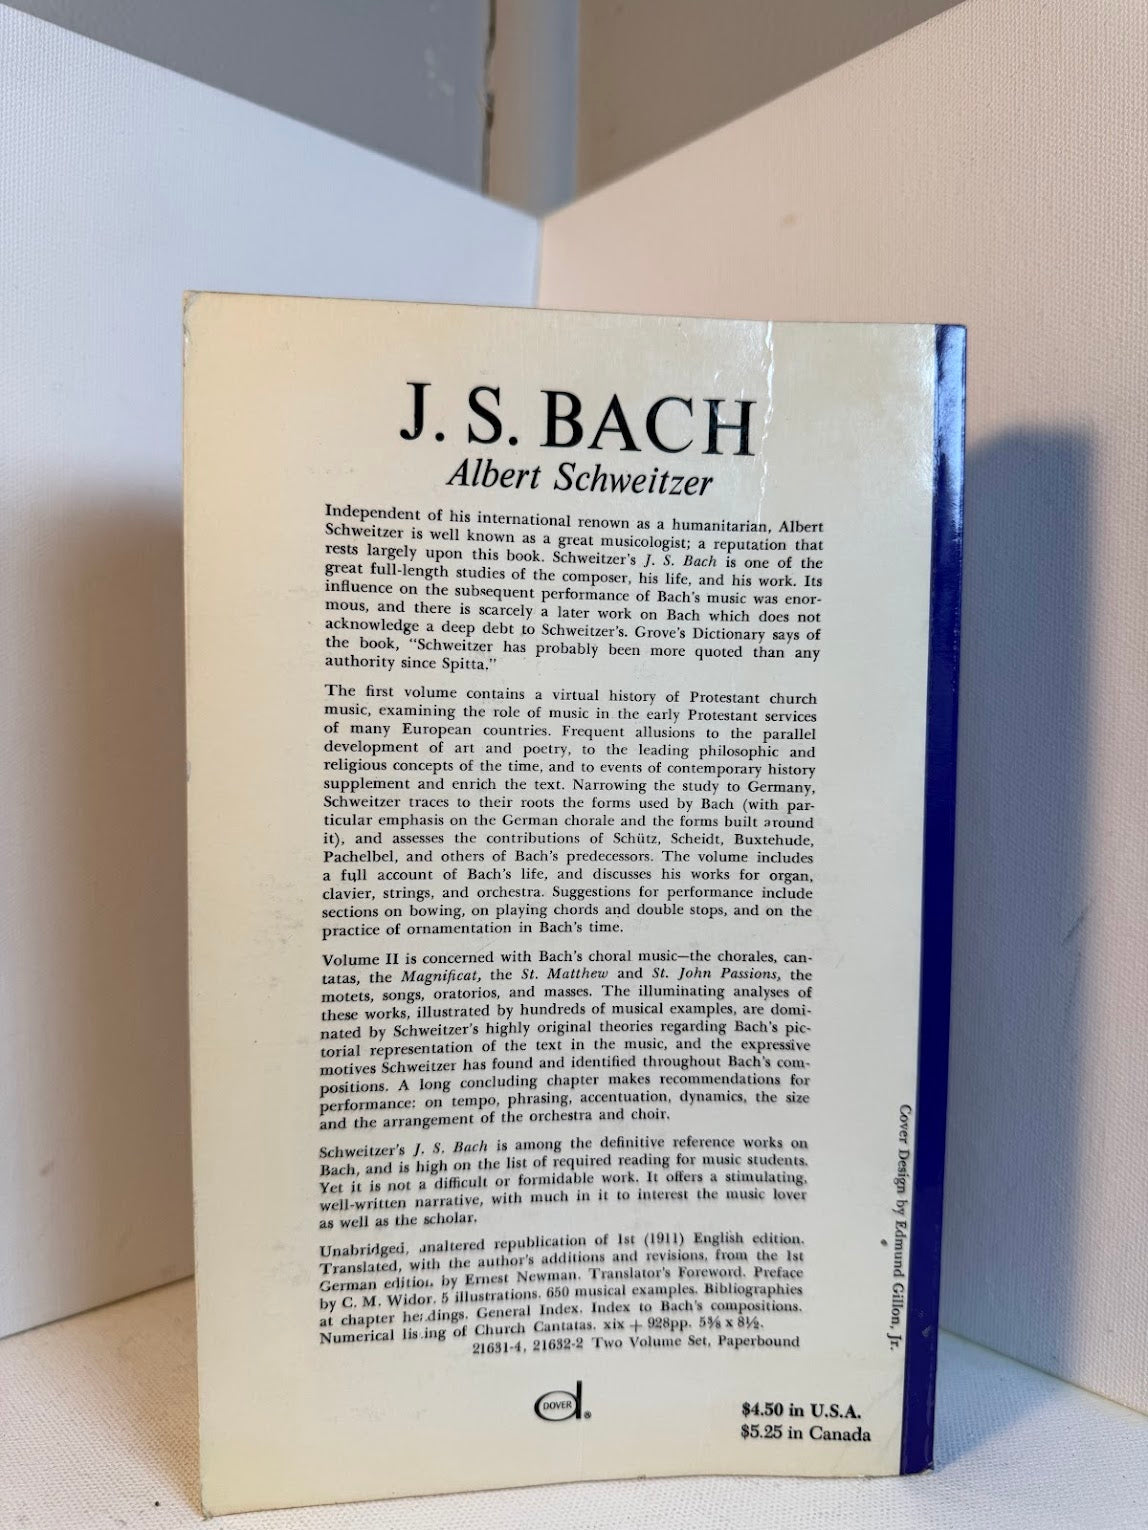 J. S. BACH
Albert Schweitzer
Independent of his international renown as a humanitarian, Albert
Schweitzer is well known as a great musicologist; a reputation that
rests largely upon this book. Schweitzer's J. S. Bach is one of the
great full-length studies of the composer, his life, and his work. Its
influence on the subsequent performance of Bach's music was enor-
mous, and there is scarcely a later work on Bach which does not
acknowledge a deep debt to Schweitzer's. Grove's Dictionary says of
the book, "Schweitzer has probably been more quoted than any
authority since Spitta."
The first volume contains a virtual history of Protestant church
music, examining the role of music in the early Protestant services
of many European countries. Frequent allusions to the parallel
development of art and poetry, to the leading philosophic and
religious concepts of the time, and to events of contemporary history
supplement and enrich the text. Narrowing the study to Germany,
Schweitzer traces to their roots the forms used by Bach (with par-
ticular emphasis on the German chorale and the forms built around
it), and assesses the contributions of Schütz, Scheidt, Buxtehude,
Pachelbel, and others of Bach's predecessors. The volume includes
a full account of Bach's life, and discusses his works for organ,
clavier, strings, and orchestra. Suggestions for performance include
sections on bowing, on playing chords and double stops, and on the
practice of ornamentation in Bach's time.
Volume II is concerned with Bach's choral music—the chorales, can-
tatas, the Magnificat, the St. Matthew and St. John Passions, the
motets, songs, oratorios, and masses. The illuminating analyses of
these works, illustrated by hundreds of musical examples, are domi-
nated by Schweitzer's highly original theories regarding Bach's pic-
torial representation of the text in the music, and the expressive
motives Schweitzer has found and identified throughout Bach's com-
positions. A long concluding chapter makes recommendations for
performance: on tempo, phrasing, accentuation, dynamics, the size
and the arrangement of the orchestra and choir.
Schweitzer's J. S. Bach is among the definitive reference works on
Bach, and is high on the list of required reading for music students.
Yet it is not a difficult or formidable work. It offers a stimulating,
well-written narrative, with much in it to interest the music lover
as well as the scholar.
Unabridged, unaltered republication of 1st (1911) English edition.
Translated, with the author's additions and revisions, from the 1st
German edition by Ernest Newman. Translator's Foreword. Preface
by C. M. Widor. 5 illustrations. 650 musical examples. Bibliographies
at chapter headings. General Index. Index to Bach's compositions.
Numerical listing of Church Cantatas. xix + 928pp. 5⅜ x 8½.
21631-4, 21632-2 Two Volume Set, Paperbound
Cover Design by Edmund Gillon, Jr.
DOVER
$4.50 in U.S.A.
$5.25 in Canada